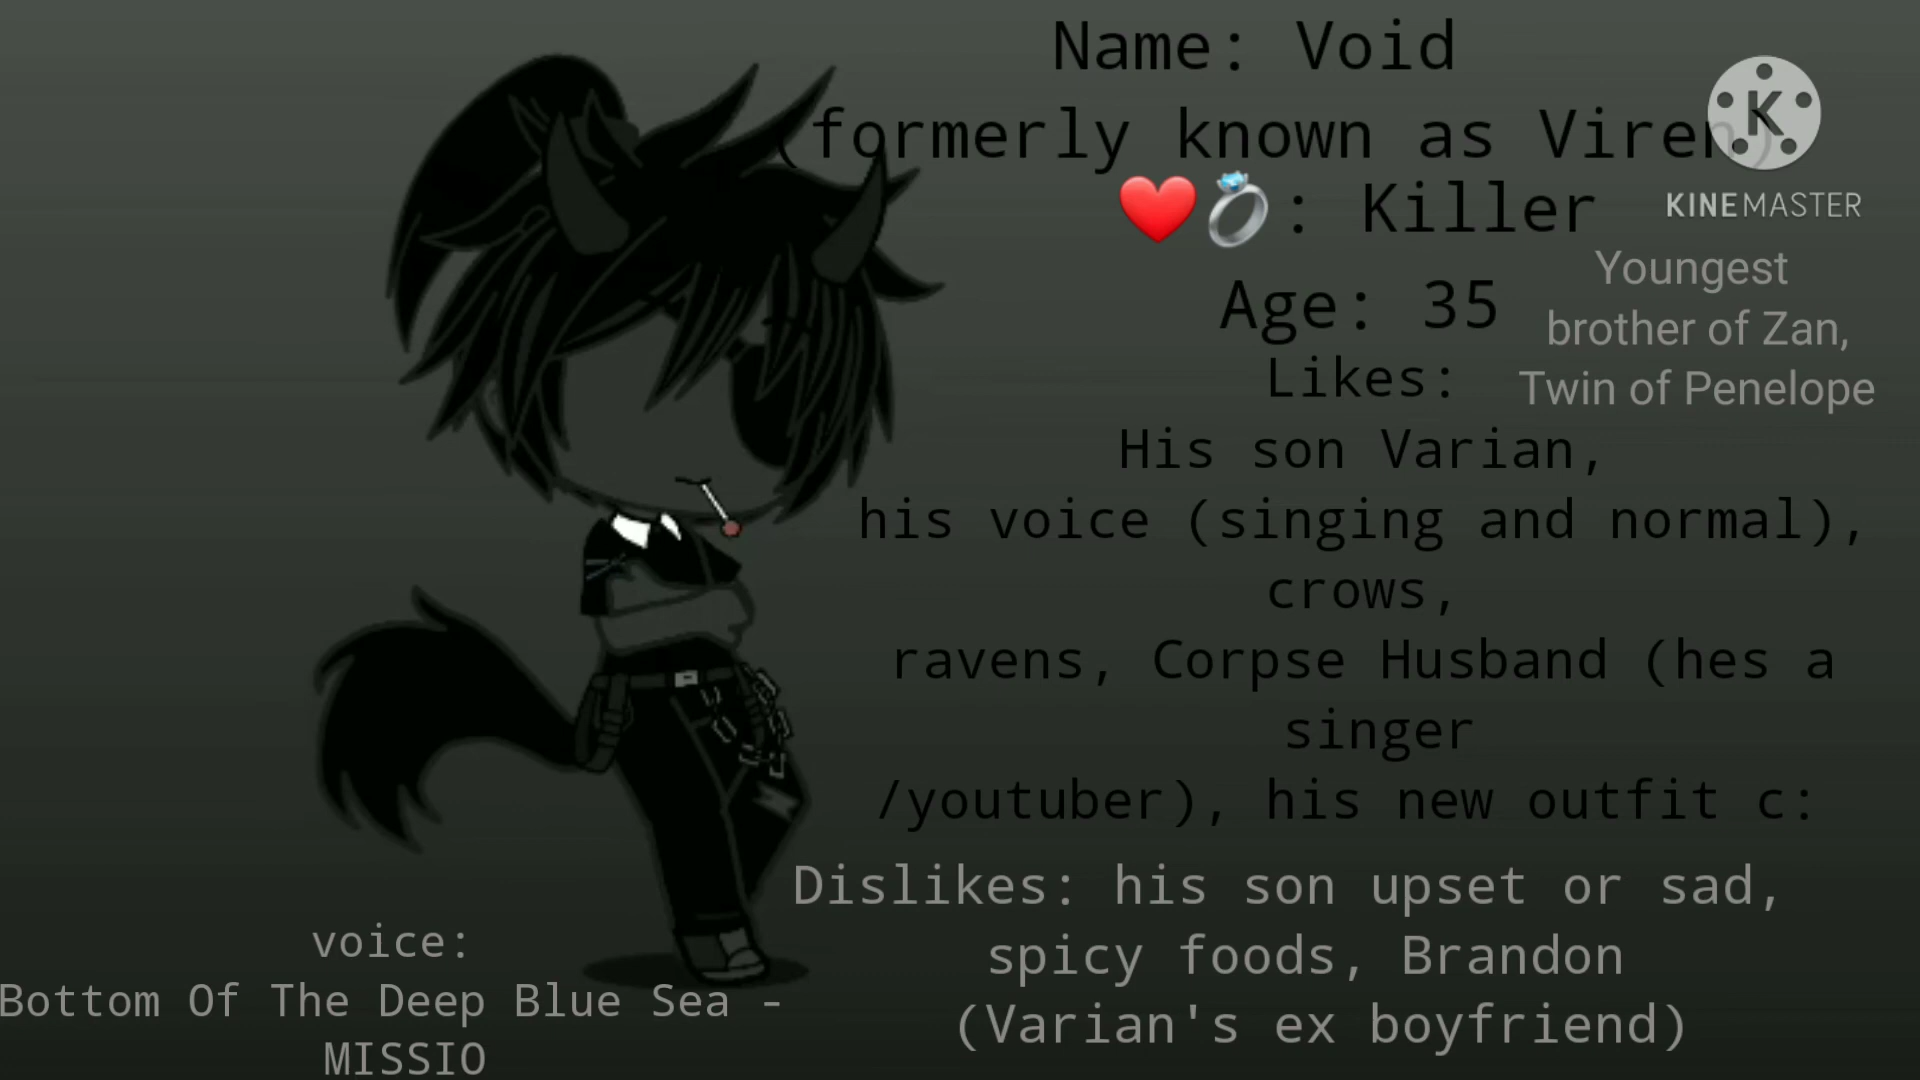 Name: Void
(formerly known as Viren)
❤️💍: Killer
Age: 35
Likes:
His son Varian,
his voice (singing and normal),
crows,
ravens, Corpse Husband (hes a
singer
/youtuber), his new outfit c:
Dislikes: his son upset or sad,
spicy foods, Brandon
(Varian's ex boyfriend)
K
KINEMASTER
Youngest
brother of Zan,
Twin of Penelope
voice:
Bottom Of The Deep Blue Sea -
MISSIO